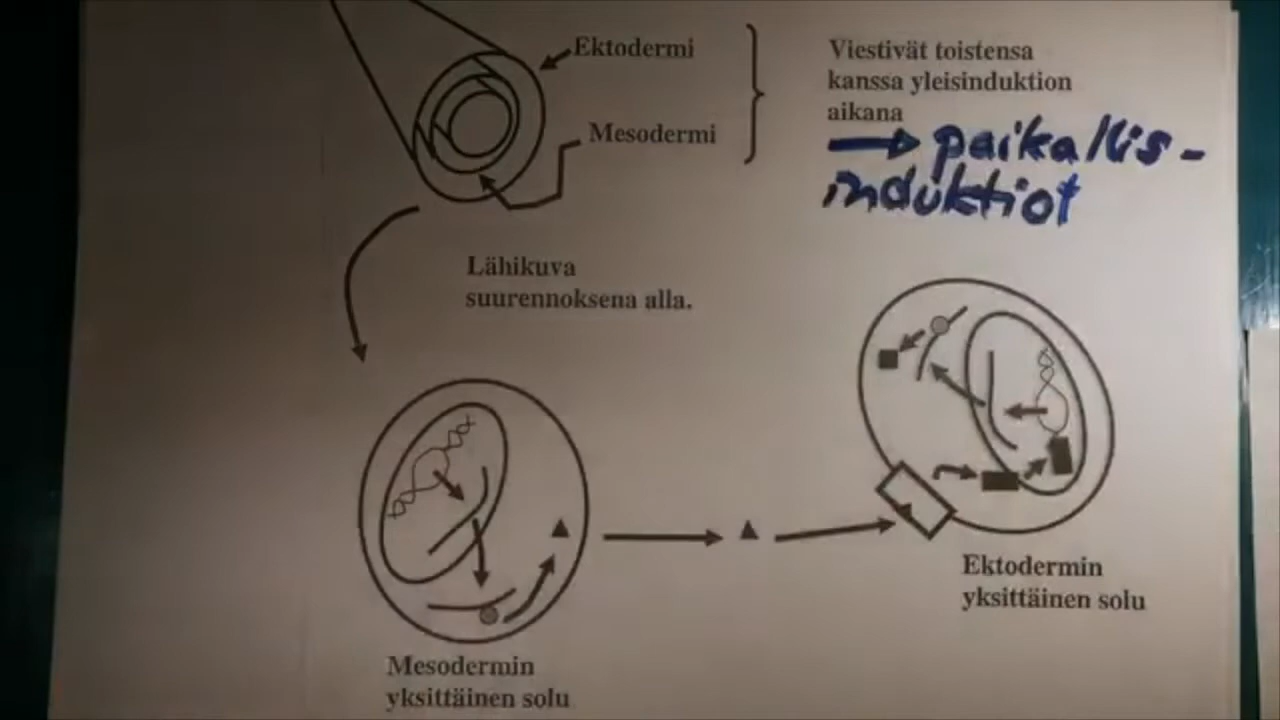 Ektodermi
Mesodermi
Viestivät toistensa
kanssa yleisinduktion
aikana
→ paikallis-
induktiot
Lähikuva
suurennoksena alla.
Ektodermin
yksittäinen solu
Mesodermin
yksittäinen solu